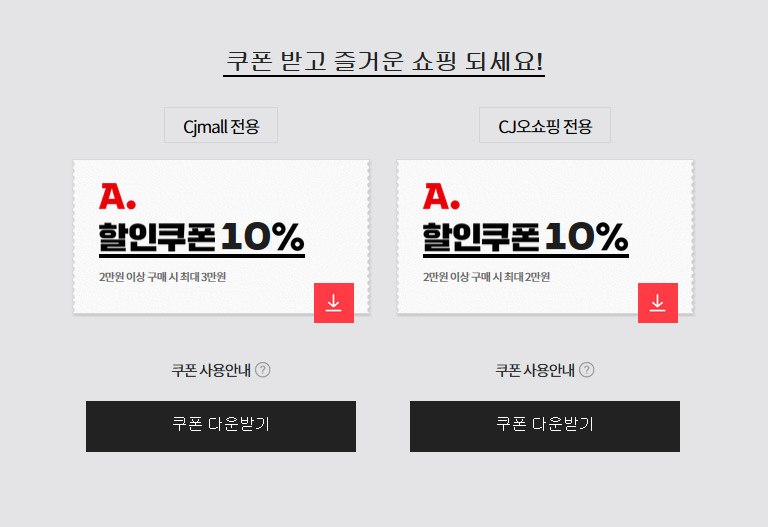 쿠폰 받고 즐거운 쇼핑 되세요!
Cjmall 전용
A.
할인쿠폰 10%
2만원 이상 구매 시 최대 3만원
쿠폰 사용안내 ?
쿠폰 다운받기
CJ오쇼핑 전용
A.
할인쿠폰 10%
2만원 이상 구매 시 최대 2만원
쿠폰 사용안내 ?
쿠폰 다운받기